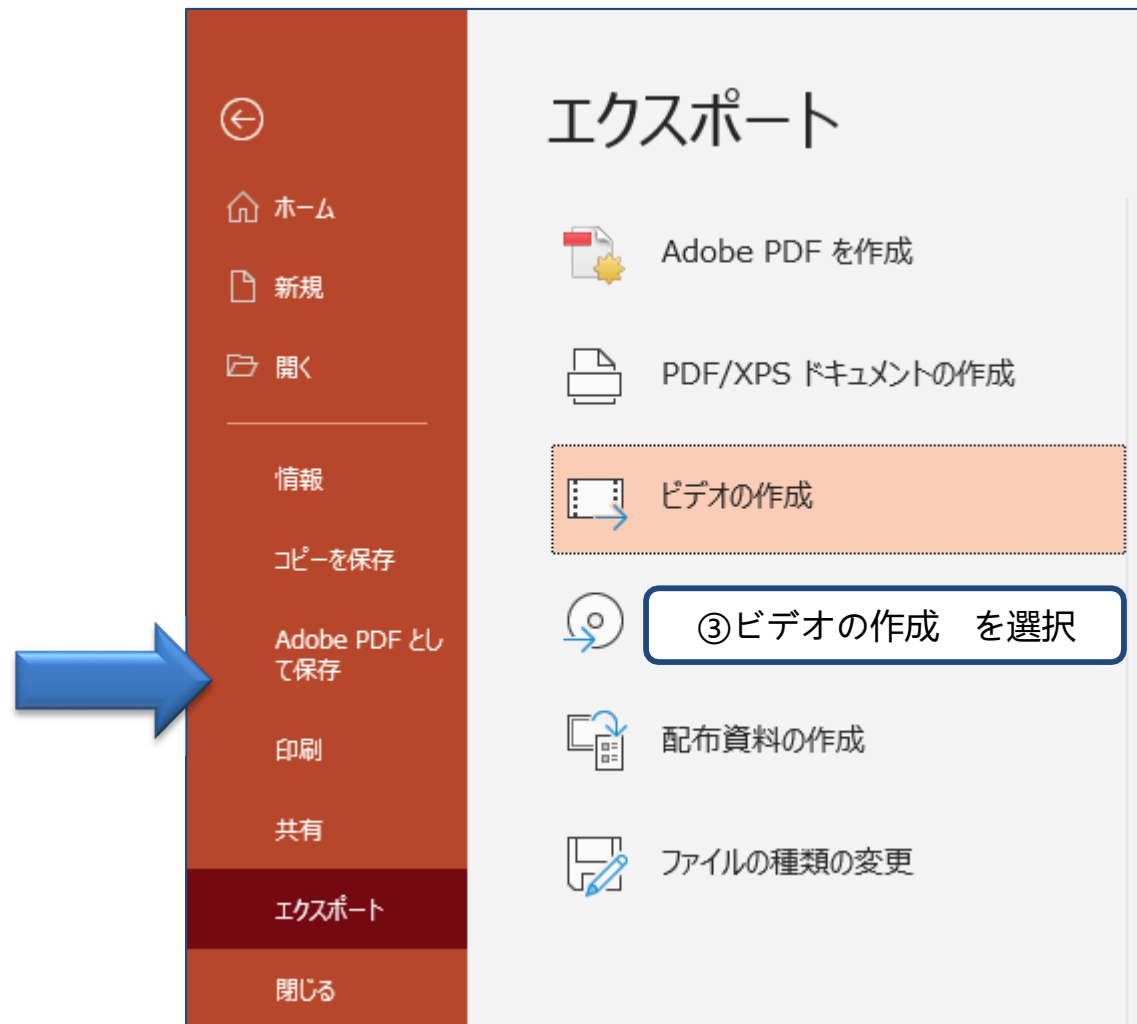 エクスポート
ホーム
新規
開く
情報
コピーを保存
Adobe PDF とし
て保存
印刷
共有
エクスポート
閉じる
Adobe PDF を作成
PDF/XPS ドキュメントの作成
ビデオの作成
③ビデオの作成　を選択
配布資料の作成
ファイルの種類の変更